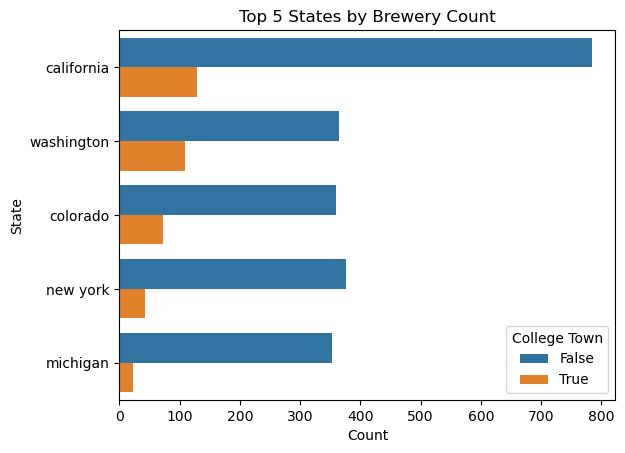 Top 5 States by Brewery Count
State
california
washington
colorado
new york
michigan
College Town
False
True
0 100 200 300 400 500 600 700 800
Count